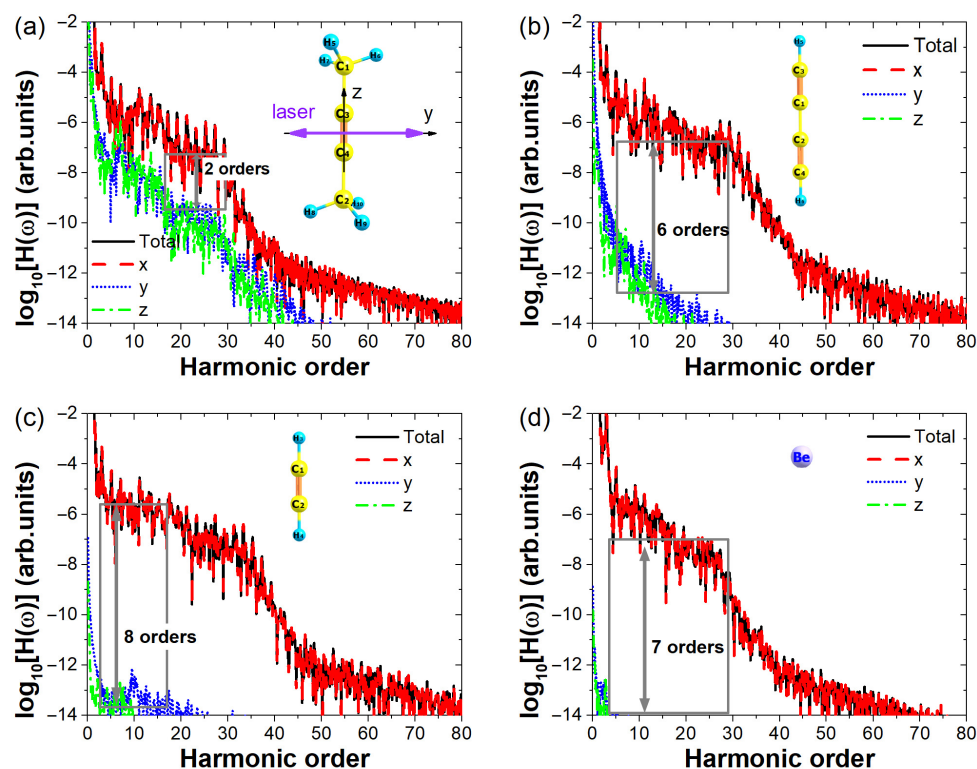 (a)
log₁₀[H(ω)] (arb.units)
−4
−6
−8
−10
−12
−14
0 10 20 30 40 50 60 70 80
Harmonic order
H₅
H₆
C₁
z
C₃
laser
y
C₄
2 orders
C₂
H₈
H₉
Total
x
y
z
(b)
log₁₀[H(ω)] (arb.units)
−2
−4
−6
−8
−10
−12
−14
0 10 20 30 40 50 60 70 80
Harmonic order
C₃
C₁
C₂
C₄
6 orders
Total
x
y
z
(c)
log₁₀[H(ω)] (arb.units)
−2
−4
−6
−8
−10
−12
−14
0 10 20 30 40 50 60 70 80
Harmonic order
H₃
C₁
C₂
H₄
8 orders
Total
x
y
z
(d)
log₁₀[H(ω)] (arb.units)
−2
−4
−6
−8
−10
−12
−14
0 10 20 30 40 50 60 70 80
Harmonic order
Be
7 orders
Total
x
y
z